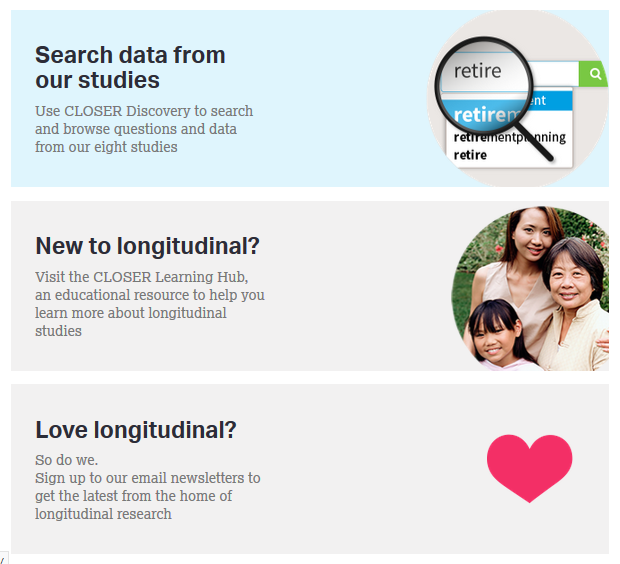 Search data from
our studies
Use CLOSER Discovery to search
and browse questions and data
from our eight studies
retire
retirem ent
retirementplanning
retire
New to longitudinal?
Visit the CLOSER Learning Hub,
an educational resource to help you
learn more about longitudinal
studies
Love longitudinal?
So do we.
Sign up to our email newsletters to
get the latest from the home of
longitudinal research